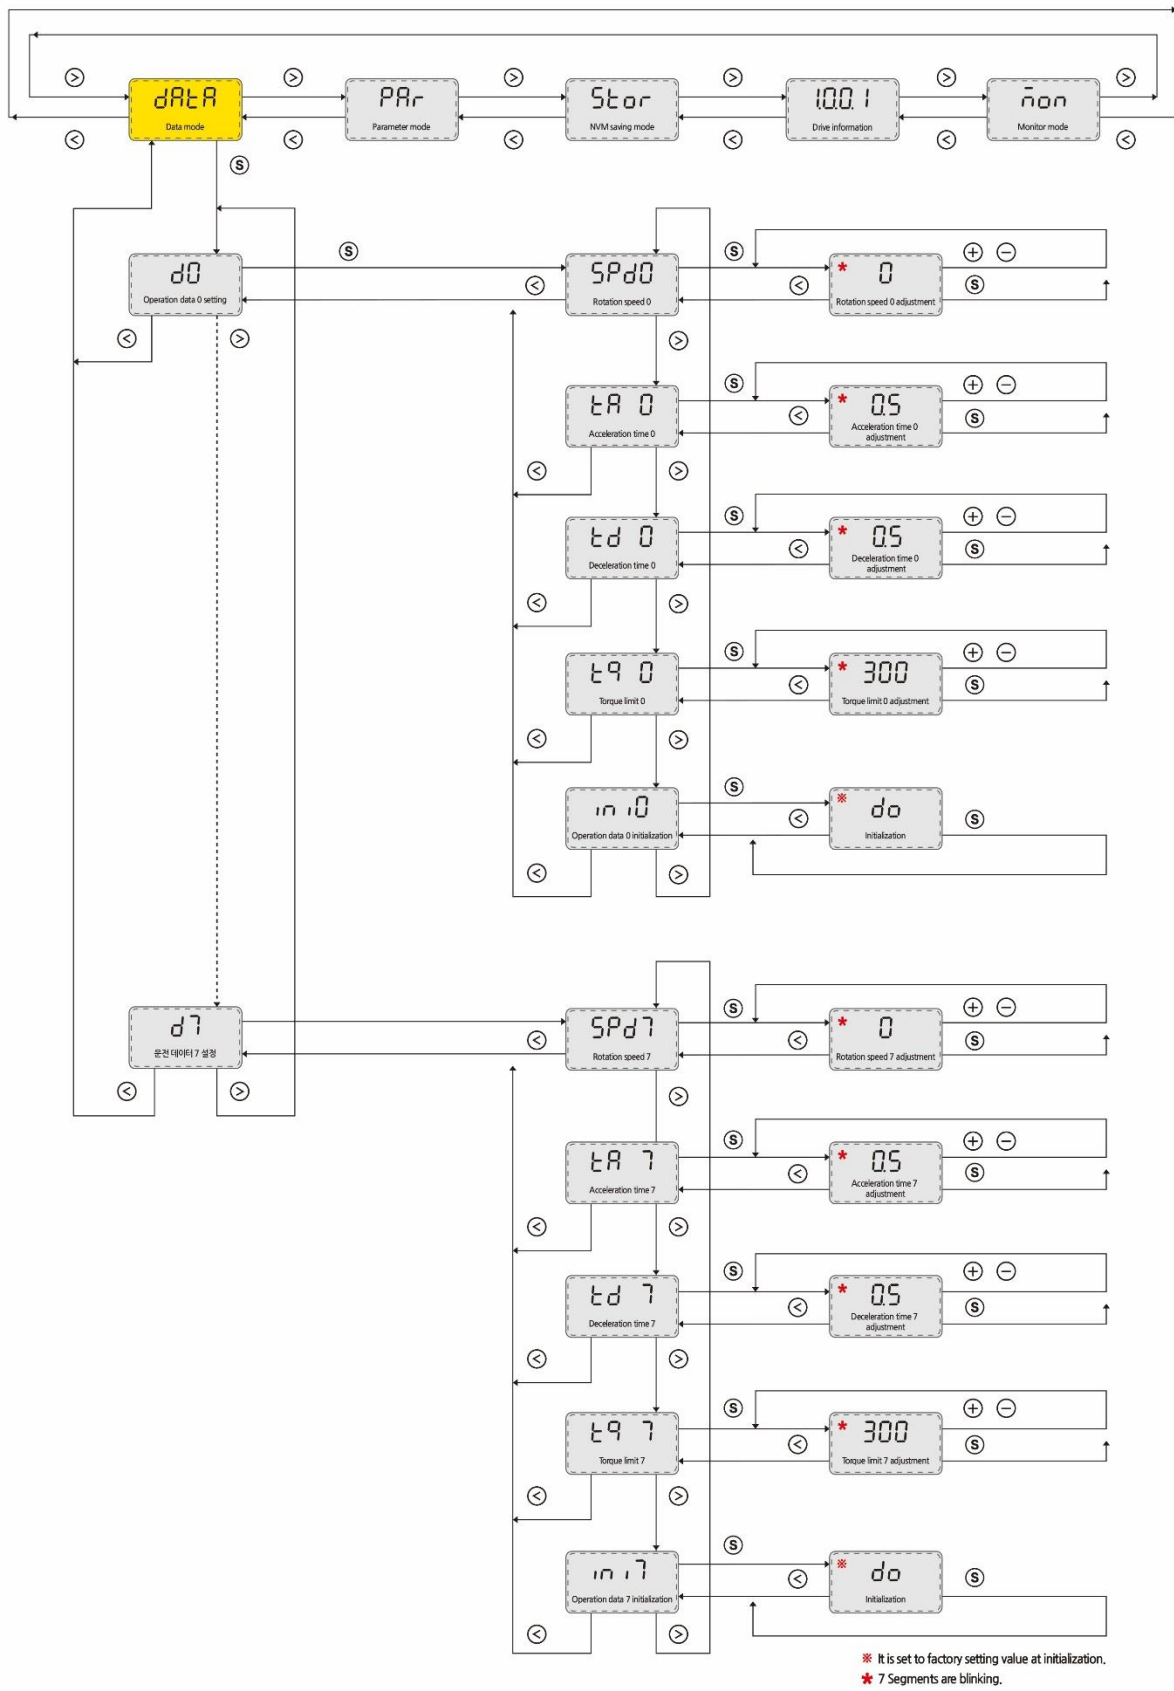 > > > > > >
dAtA PAr Stor 1.0.0.1 mon
Data mode Parameter mode NVM saving mode Drive information Monitor mode
< < < < < <
S
d0 S SPd0 S * 0 + −
Operation data 0 setting < Rotation speed 0 < Rotation speed 0 adjustment S
< > >
tA 0 S * 0.5 + −
Acceleration time 0 < Acceleration time 0 S
adjustment
< >
td 0 S * 0.5 + −
Deceleration time 0 < Deceleration time 0 S
adjustment
< >
tq 0 S * 300 + −
Torque limit 0 < Torque limit 0 adjustment S
< >
ini0 S ※ do
Operation data 0 initialization < Initialization S
< >
d7 SPd7 S * 0 + −
운전 데이터 7 설정 < Rotation speed 7 < Rotation speed 7 adjustment S
< > >
tA 7 S * 0.5 + −
Acceleration time 7 < Acceleration time 7 S
adjustment
< >
td 7 S * 0.5 + −
Deceleration time 7 < Deceleration time 7 S
adjustment
< >
tq 7 S * 300 + −
Torque limit 7 < Torque limit 7 adjustment S
< >
ini7 S ※ do
Operation data 7 initialization < Initialization S
< >
※ It is set to factory setting value at initialization.
* 7 Segments are blinking.